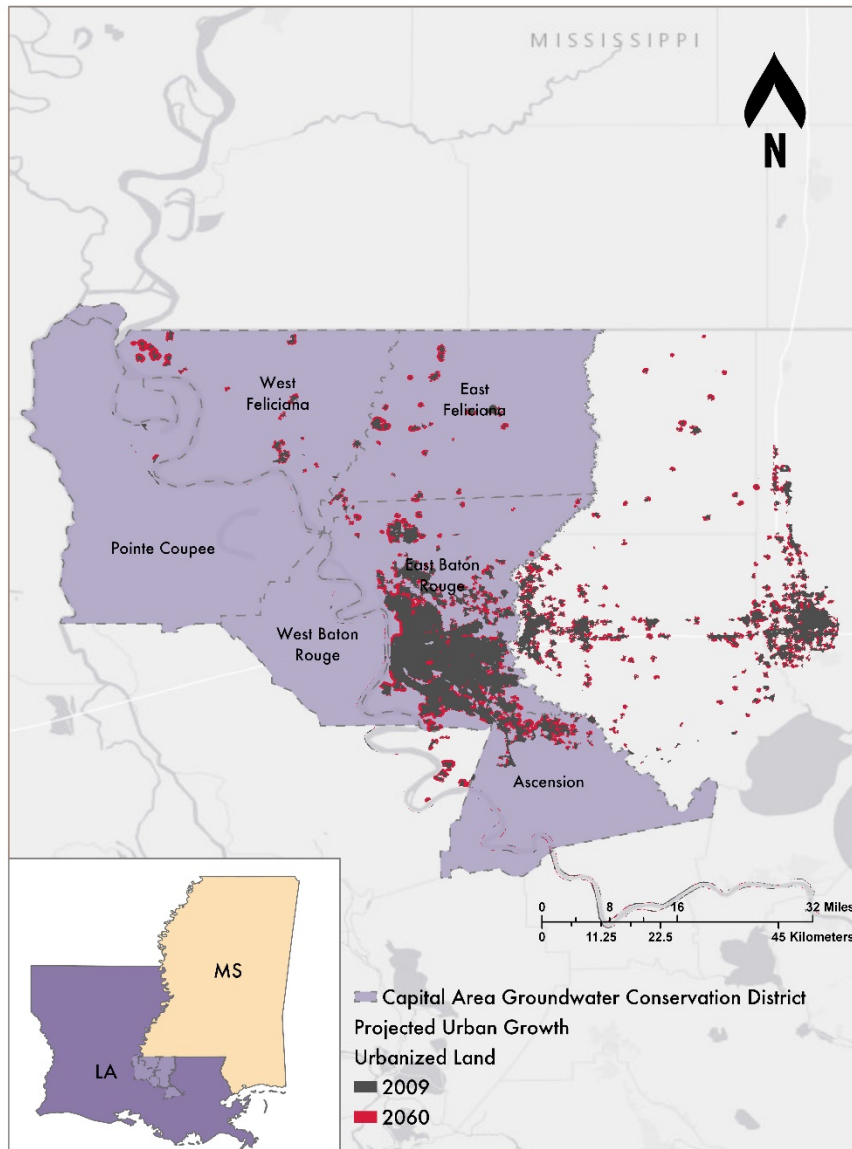 MISSISSIPPI
N
West
Feliciana
East
Feliciana
Pointe Coupee
East Baton
Rouge
West Baton
Rouge
Ascension
0 8 16 32 Miles
0 11.25 22.5 45 Kilometers
MS
LA
Capital Area Groundwater Conservation District
Projected Urban Growth
Urbanized Land
2009
2060